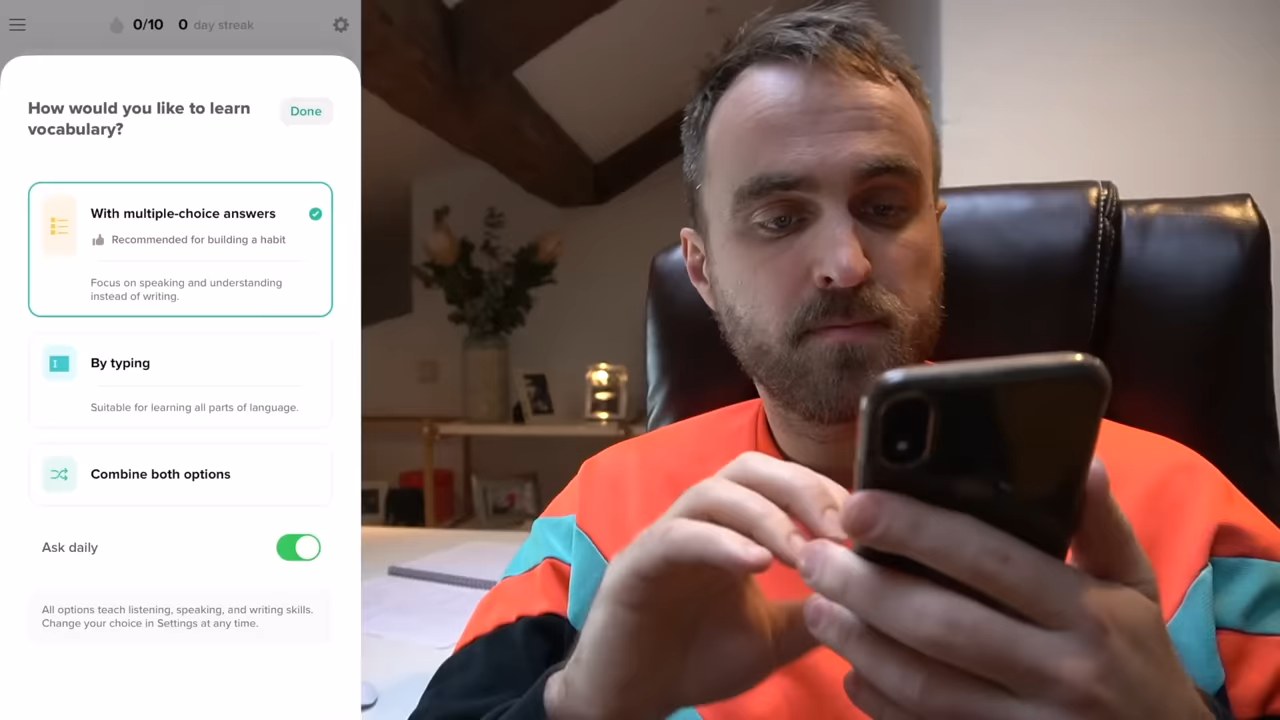 0/10 0 day streak
How would you like to learn
vocabulary?
Done
With multiple-choice answers
Recommended for building a habit
Focus on speaking and understanding
instead of writing.
By typing
Suitable for learning all parts of language.
Combine both options
Ask daily
All options teach listening, speaking, and writing skills.
Change your choice in Settings at any time.